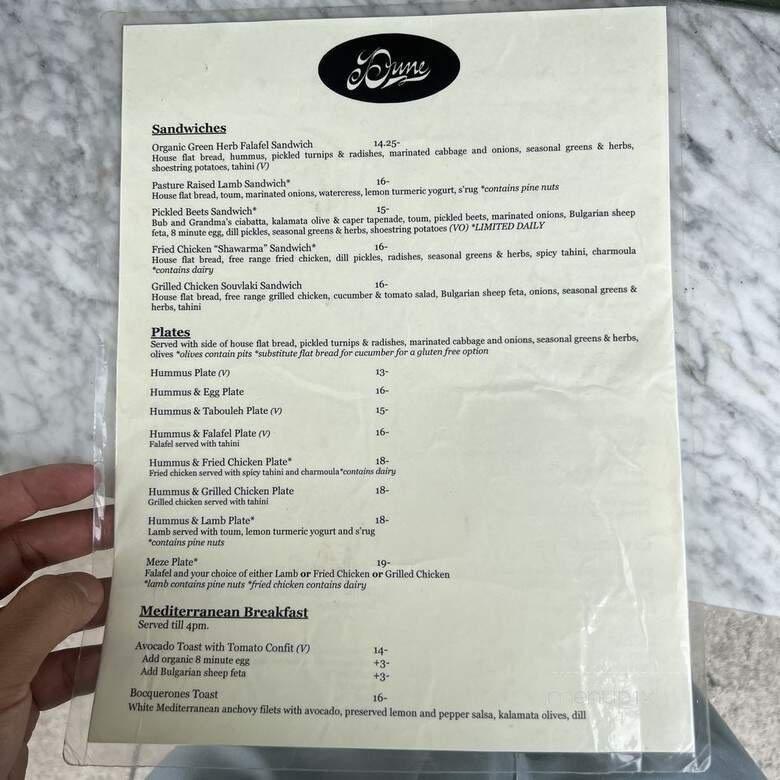 Dune
Sandwiches
Organic Green Herb Falafel Sandwich 14.25-
House flat bread, hummus, pickled turnips & radishes, marinated cabbage and onions, seasonal greens & herbs,
shoestring potatoes, tahini (V)
Pasture Raised Lamb Sandwich* 16-
House flat bread, toum, marinated onions, watercress, lemon turmeric yogurt, s'rug *contains pine nuts
Pickled Beets Sandwich* 15-
Bub and Grandma's ciabatta, kalamata olive & caper tapenade, toum, pickled beets, marinated onions, Bulgarian sheep
feta, 8 minute egg, dill pickles, seasonal greens & herbs, shoestring potatoes (VO) *LIMITED DAILY
Fried Chicken "Shawarma" Sandwich* 16-
House flat bread, free range fried chicken, dill pickles, radishes, seasonal greens & herbs, spicy tahini, charmoula
*contains dairy
Grilled Chicken Souvlaki Sandwich 16-
House flat bread, free range grilled chicken, cucumber & tomato salad, Bulgarian sheep feta, onions, seasonal greens &
herbs, tahini
Plates
Served with side of house flat bread, pickled turnips & radishes, marinated cabbage and onions, seasonal greens & herbs,
olives *olives contain pits *substitute flat bread for cucumber for a gluten free option
Hummus Plate (V) 13-
Hummus & Egg Plate 16-
Hummus & Tabouleh Plate (V) 15-
Hummus & Falafel Plate (V) 16-
Falafel served with tahini
Hummus & Fried Chicken Plate* 18-
Fried chicken served with spicy tahini and charmoula*contains dairy
Hummus & Grilled Chicken Plate 18-
Grilled chicken served with tahini
Hummus & Lamb Plate* 18-
Lamb served with toum, lemon turmeric yogurt and s'rug
*contains pine nuts
Meze Plate* 19-
Falafel and your choice of either Lamb or Fried Chicken or Grilled Chicken
*lamb contains pine nuts *fried chicken contains dairy
Mediterranean Breakfast
Served till 4pm.
Avocado Toast with Tomato Confit (V) 14-
Add organic 8 minute egg +3-
Add Bulgarian sheep feta +3-
Bocquerones Toast 16-
White Mediterranean anchovy filets with avocado, preserved lemon and pepper salsa, kalamata olives, dill